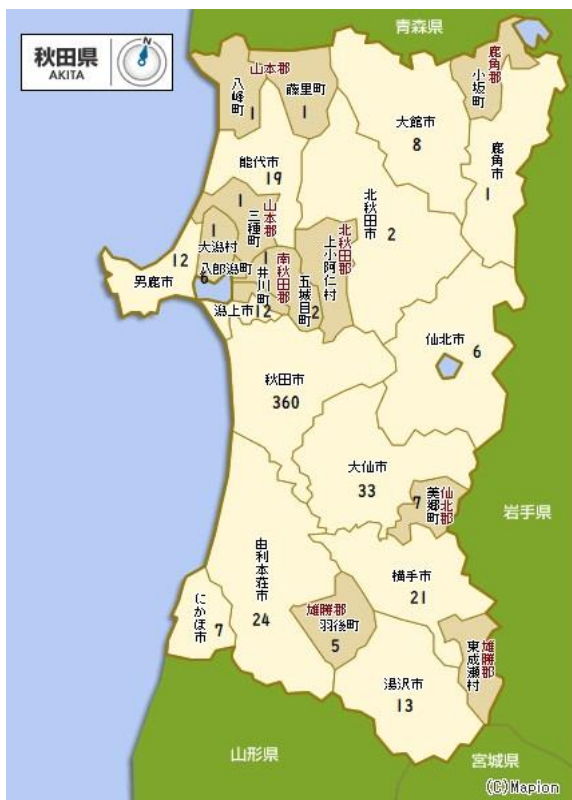 青森県
秋田県
AKITA
N
山本郡
八峰町
1
藤里町
1
鹿角郡
小坂町
大館市
8
鹿角市
1
能代市
19
北秋田市
2
山本郡
三種町
1
大潟村
1
北秋田郡
上小阿仁村
男鹿市
12
八郎潟町
6
南秋田郡
井川町
1
五城目町
2
潟上市
12
仙北市
6
秋田市
360
大仙市
33
仙北郡
美郷町
7
岩手県
由利本荘市
24
にかほ市
7
横手市
21
雄勝郡
羽後町
5
雄勝郡
東成瀬村
湯沢市
13
山形県
宮城県
(C)Mapion